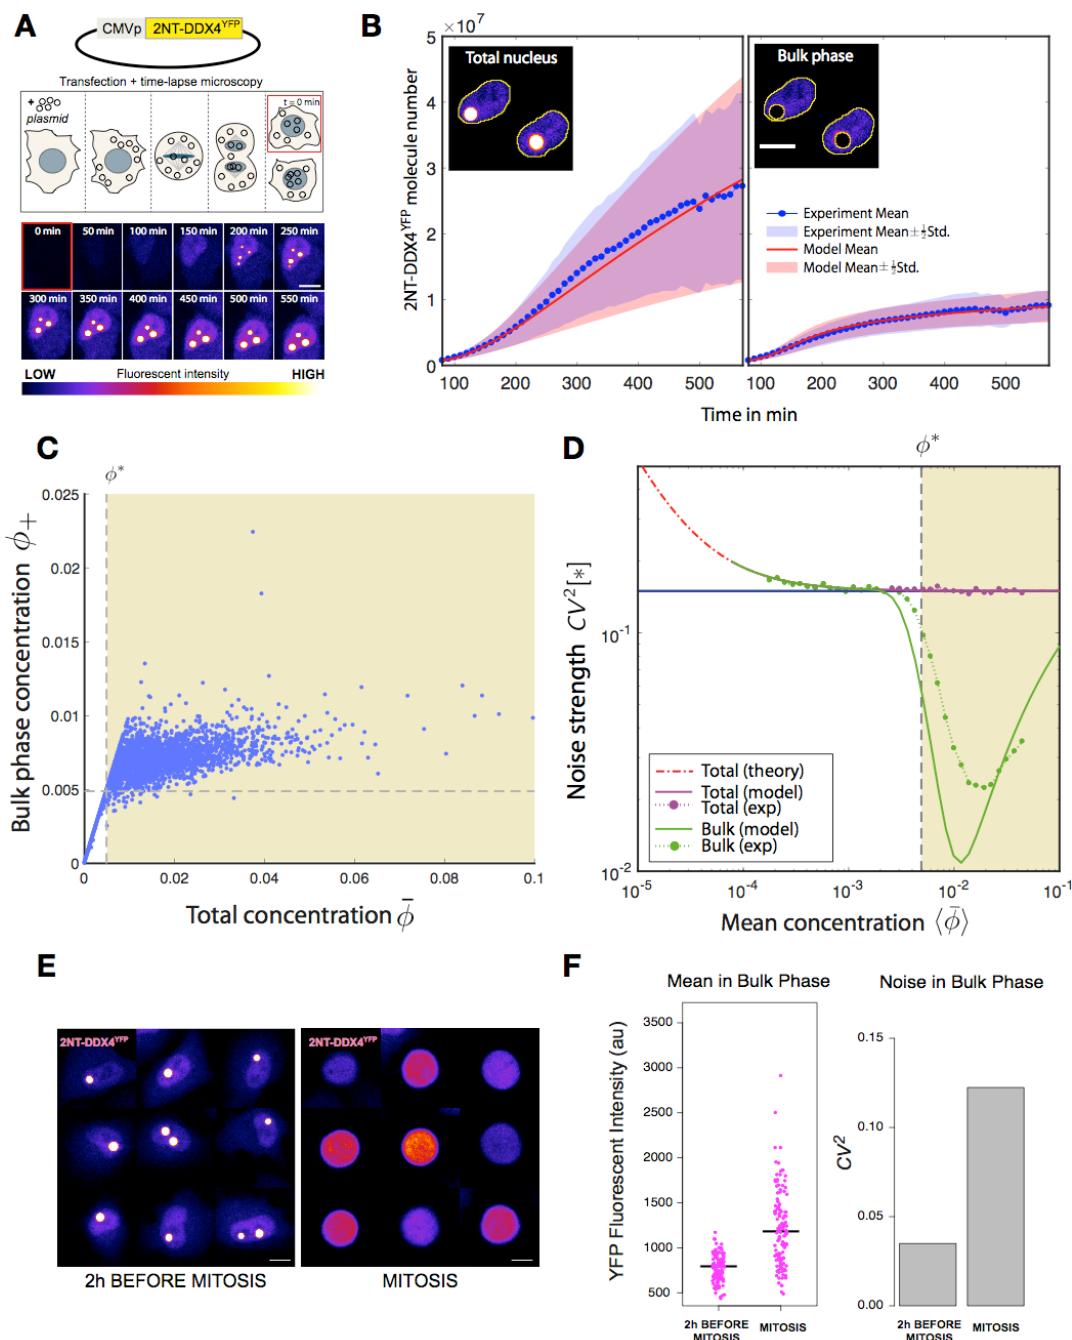 A
CMVp 2NT-DDX4YFP
Transfection + time-lapse microscopy
+
plasmid
t = 0 min
0 min 50 min 100 min 150 min 200 min 250 min
300 min 350 min 400 min 450 min 500 min 550 min
LOW Fluorescent intensity HIGH
B
×10⁷
2NT-DDX4YFP molecule number
5
4
3
2
1
0
Total nucleus
Bulk phase
Experiment Mean
Experiment Mean±½Std.
Model Mean
Model Mean±½Std.
100 200 300 400 500 100 200 300 400 500
Time in min
C
ϕ*
Bulk phase concentration ϕ+
0.025
0.02
0.015
0.01
0.005
0
0 0.02 0.04 0.06 0.08 0.1
Total concentration ϕ̄
D
ϕ*
Noise strength CV²[*]
10⁻¹
10⁻²
Total (theory)
Total (model)
Total (exp)
Bulk (model)
Bulk (exp)
10⁻⁵ 10⁻⁴ 10⁻³ 10⁻² 10⁻¹
Mean concentration ⟨ϕ̄⟩
E
2NT-DDX4YFP
2NT-DDX4YFP
2h BEFORE MITOSIS
MITOSIS
F
Mean in Bulk Phase
YFP Fluorescent Intensity (au)
3500
3000
2500
2000
1500
1000
500
2h BEFORE
MITOSIS
MITOSIS
Noise in Bulk Phase
CV²
0.15
0.10
0.05
0.00
2h BEFORE
MITOSIS
MITOSIS